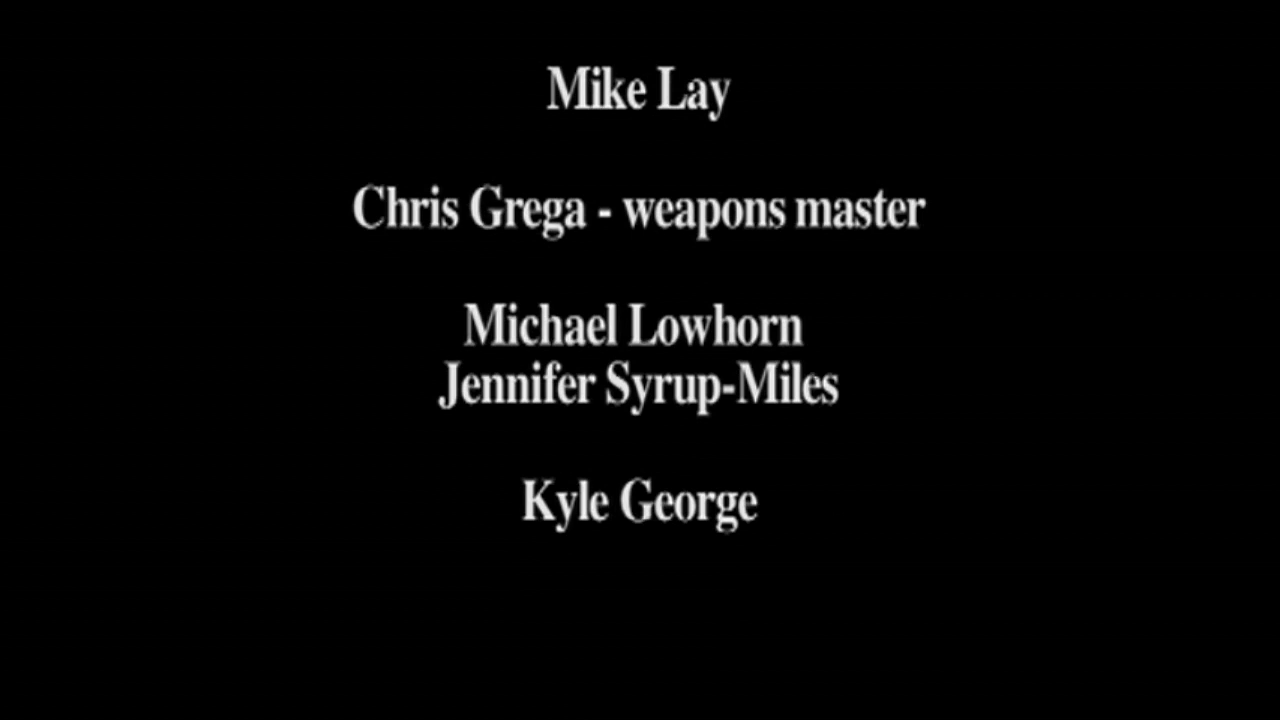 Mike Lay
Chris Grega - weapons master
Michael Lowhorn
Jennifer Syrup-Miles
Kyle George